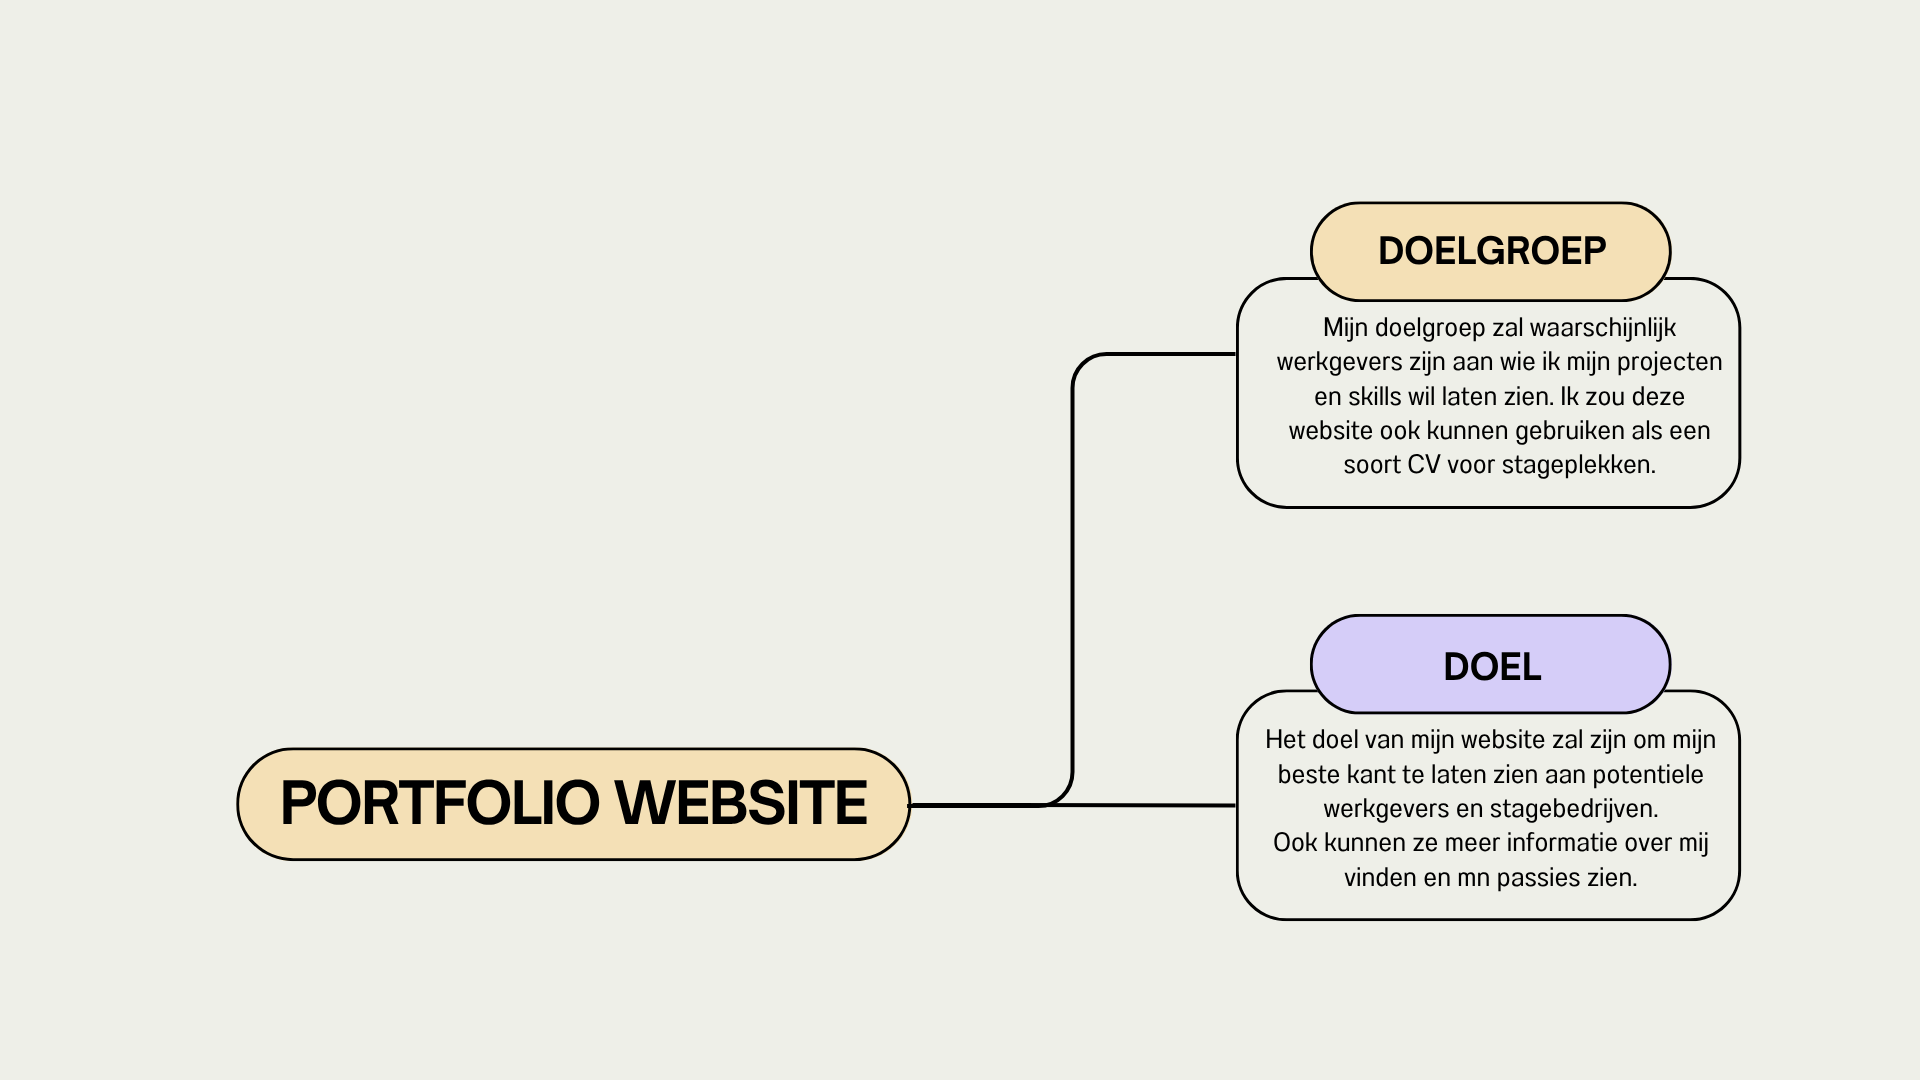 DOELGROEP
Mijn doelgroep zal waarschijnlijk
werkgevers zijn aan wie ik mijn projecten
en skills wil laten zien. Ik zou deze
website ook kunnen gebruiken als een
soort CV voor stageplekken.
PORTFOLIO WEBSITE
DOEL
Het doel van mijn website zal zijn om mijn
beste kant te laten zien aan potentiele
werkgevers en stagebedrijven.
Ook kunnen ze meer informatie over mij
vinden en mn passies zien.